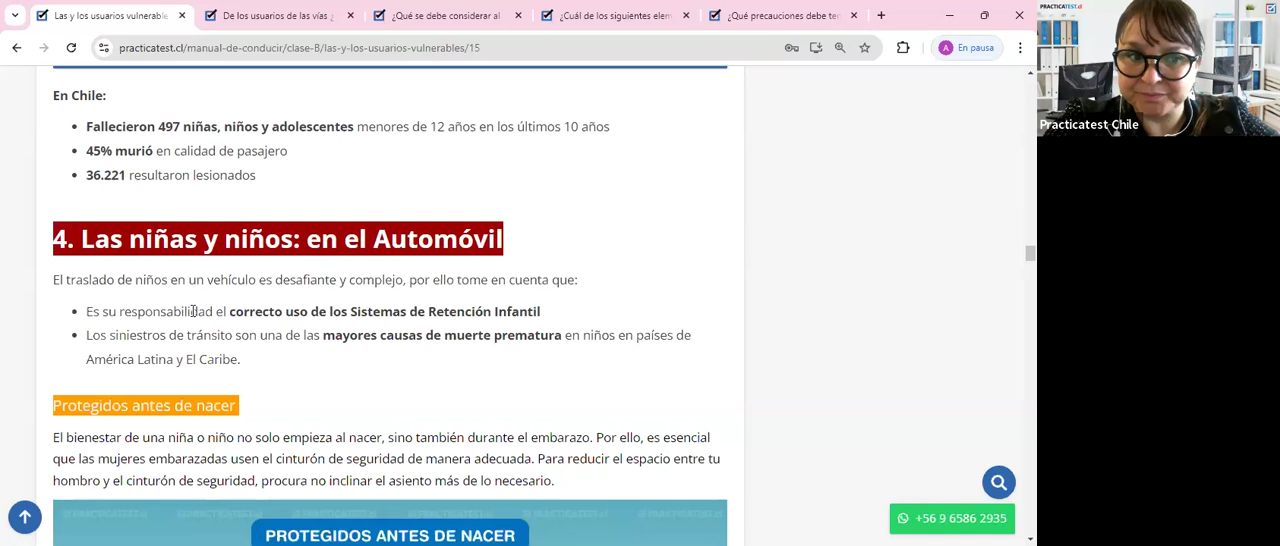 Las y los usuarios vulnerable
De los usuarios de las vías ¿
¿Qué se debe considerar al
¿Cuál de los siguientes elem
¿Qué precauciones debe te
practicatest.cl/manual-de-conducir/clase-B/las-y-los-usuarios-vulnerables/15
A En pausa
PRACTICATEST.cl
Practicatest Chile
En Chile:
• Fallecieron 497 niñas, niños y adolescentes menores de 12 años en los últimos 10 años
• 45% murió en calidad de pasajero
• 36.221 resultaron lesionados
4. Las niñas y niños: en el Automóvil
El traslado de niños en un vehículo es desafiante y complejo, por ello tome en cuenta que:
• Es su responsabilidad el correcto uso de los Sistemas de Retención Infantil
• Los siniestros de tránsito son una de las mayores causas de muerte prematura en niños en países de
América Latina y El Caribe.
Protegidos antes de nacer
El bienestar de una niña o niño no solo empieza al nacer, sino también durante el embarazo. Por ello, es esencial
que las mujeres embarazadas usen el cinturón de seguridad de manera adecuada. Para reducir el espacio entre tu
hombro y el cinturón de seguridad, procura no inclinar el asiento más de lo necesario.
PROTEGIDOS ANTES DE NACER
+56 9 6586 2935